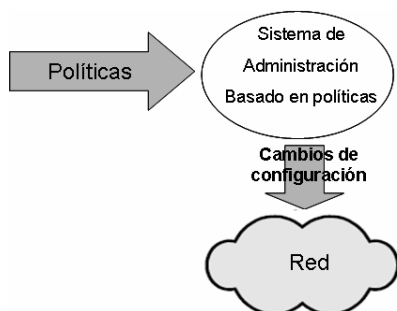 Políticas
Sistema de
Administración
Basado en políticas
Cambios de
configuración
Red